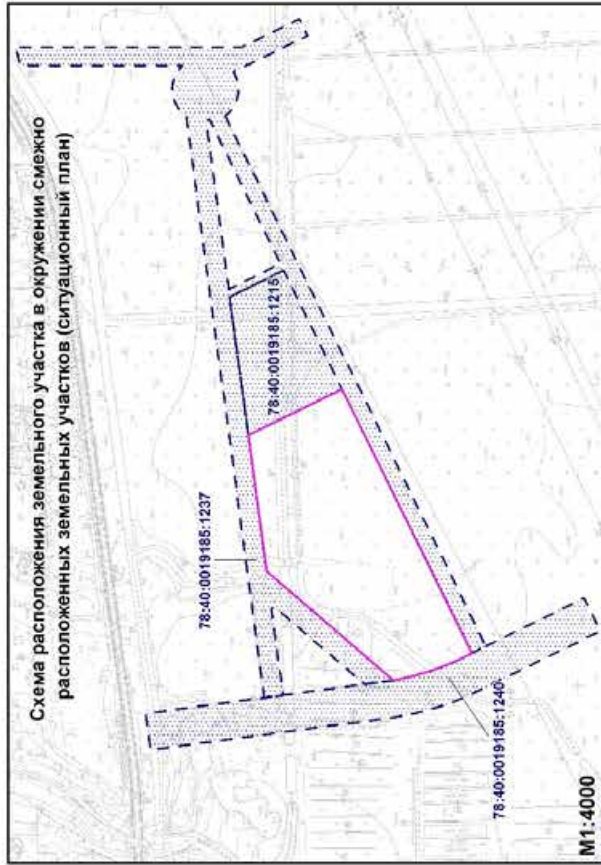 Схема расположения земельного участка в окружении смежно
расположенных земельных участков (ситуационный план)
78:40:0019185:1237
78:40:0019185:1215
78:40:0019185:1240
М1:4000